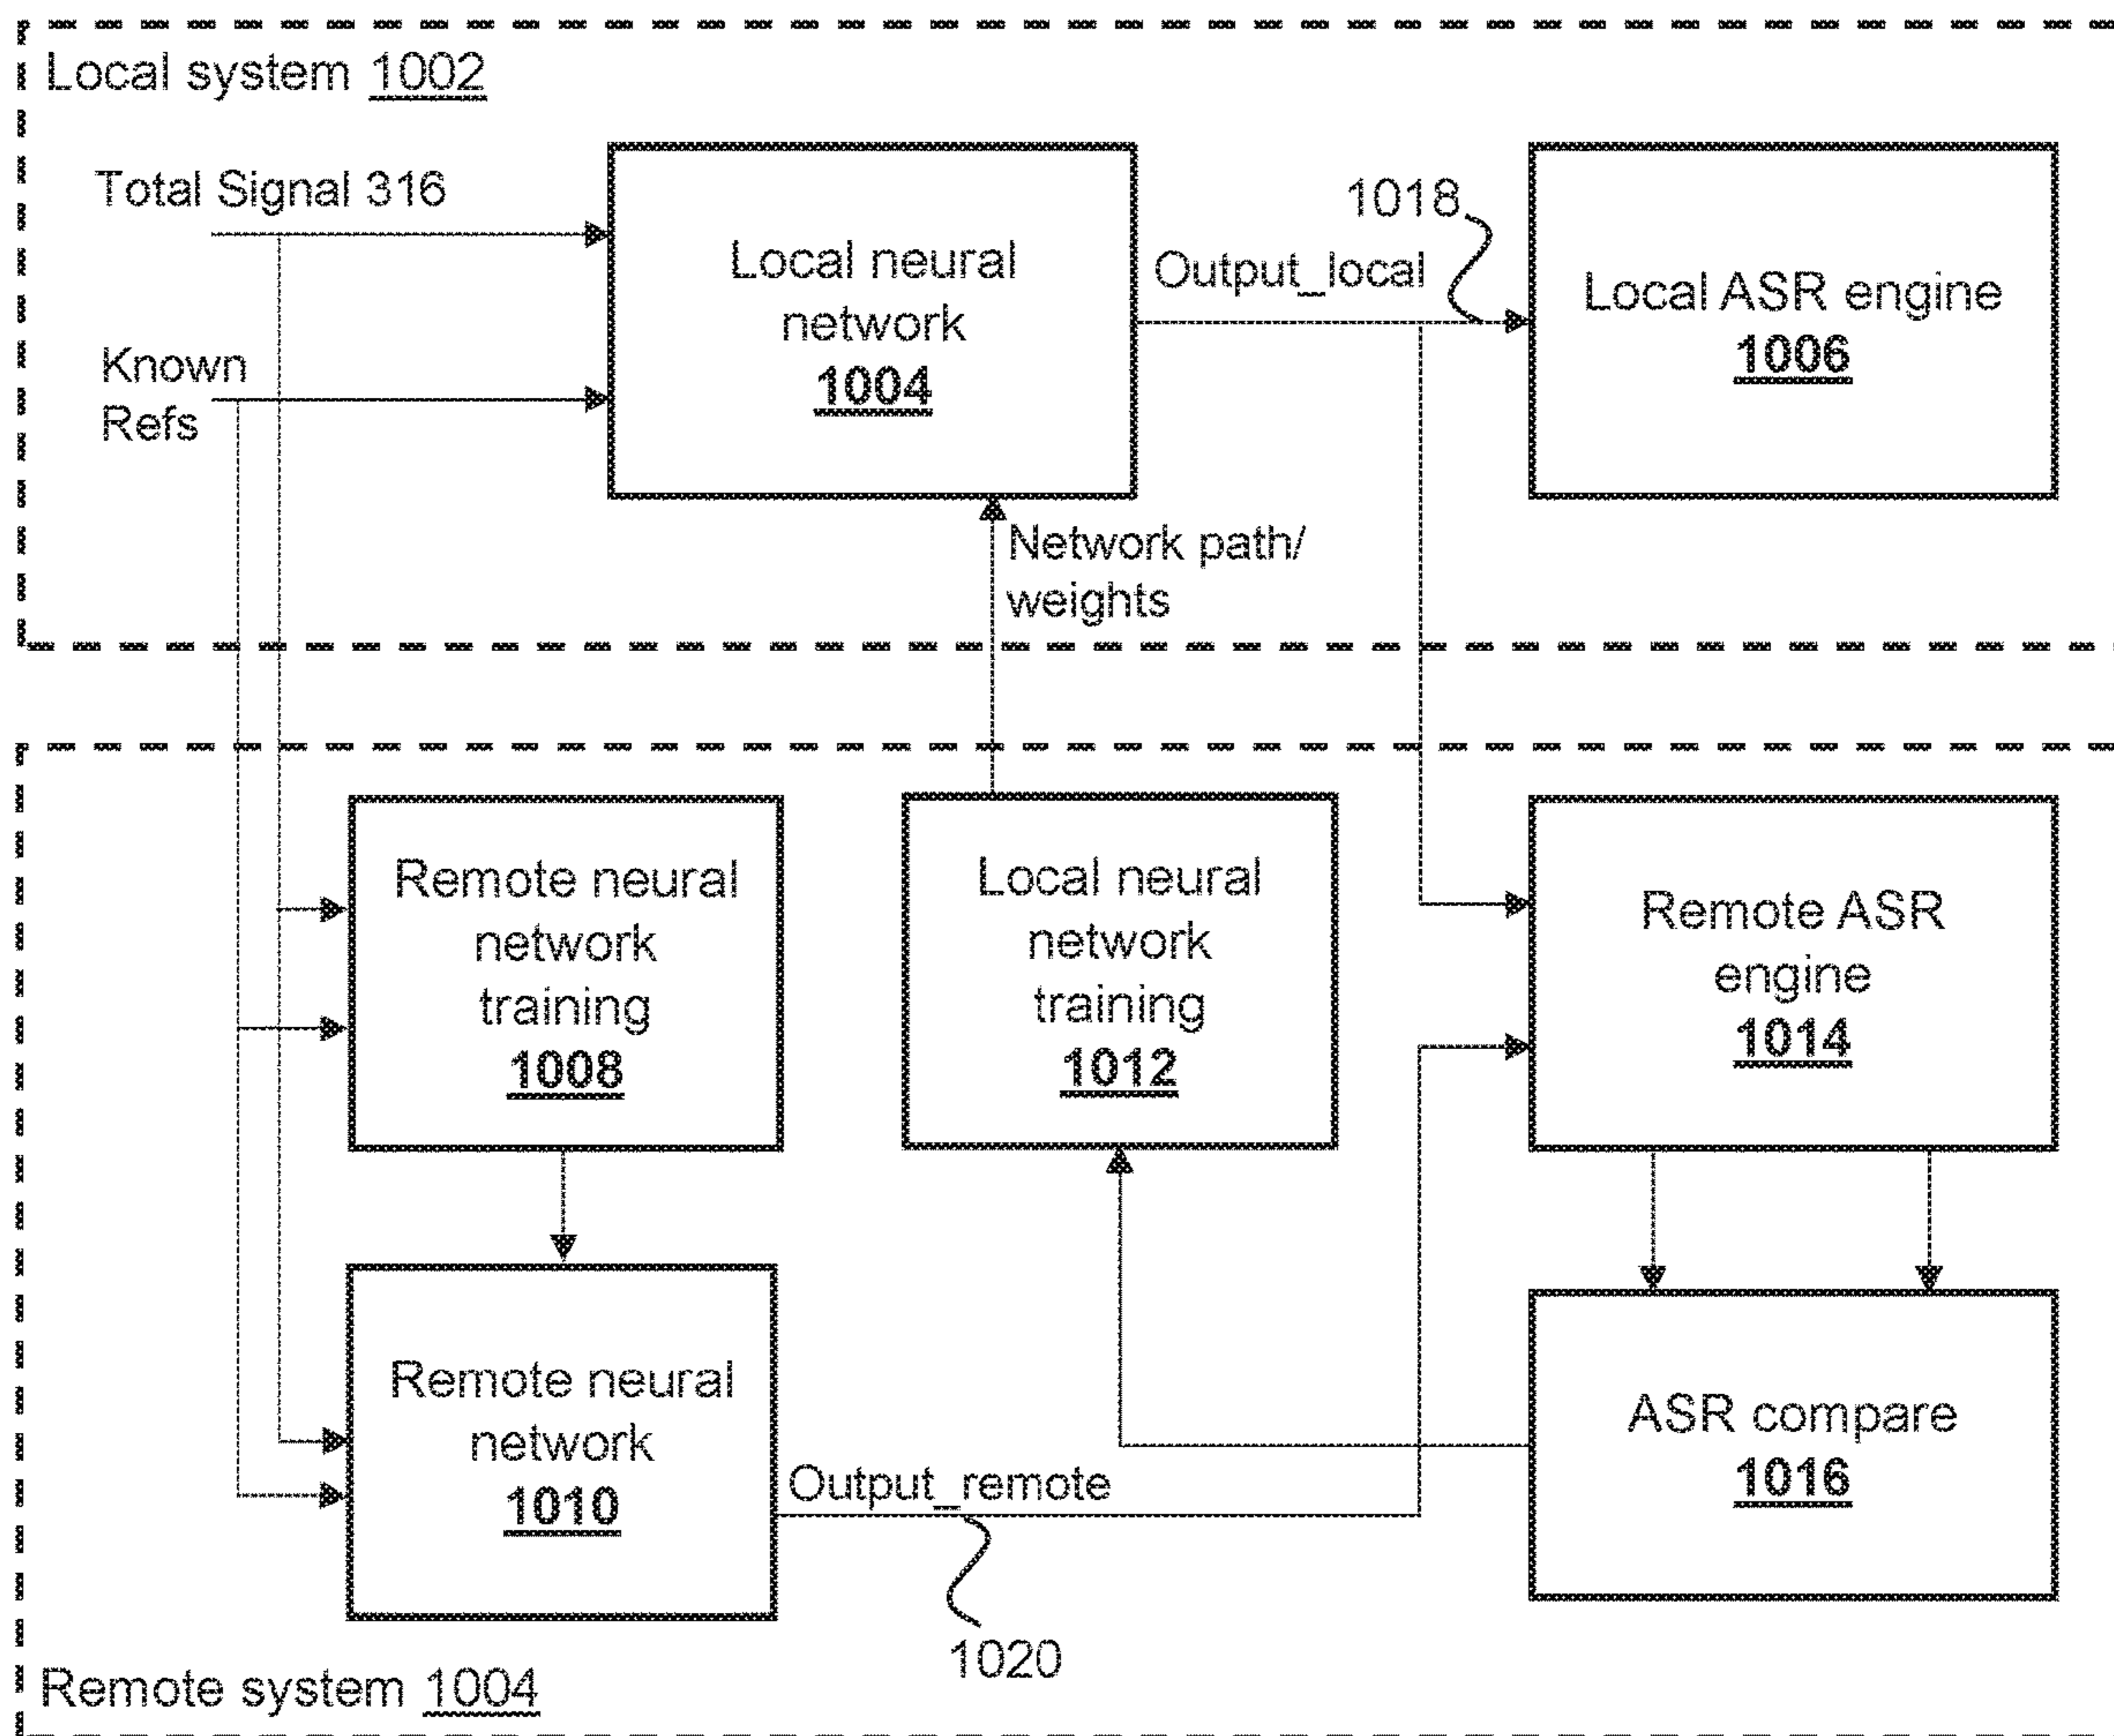 Local system 1002
Total Signal 316
Known
Refs
Local neural
network
1004
Output_local
1018
Local ASR engine
1006
Network path/
weights
Remote neural
network
training
1008
Local neural
network
training
1012
Remote ASR
engine
1014
Remote neural
network
1010
Output_remote
1020
ASR compare
1016
Remote system 1004